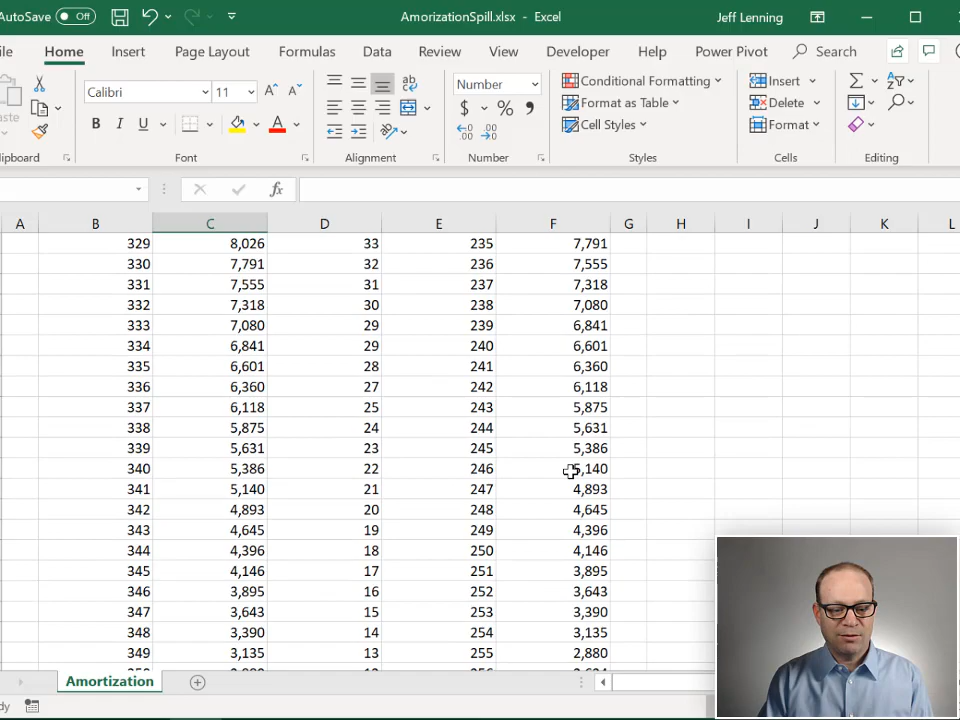 AutoSave Off AmorizationSpill.xlsx - Excel Jeff Lenning
ile Home Insert Page Layout Formulas Data Review View Developer Help Power Pivot Search
Calibri 11 Number Conditional Formatting Insert
Format as Table Delete
aste B I U $ % Cell Styles Format
lipboard Font Alignment Number Styles Cells Editing
fx
A B C D E F G H I J K L
329 8,026 33 235 7,791
330 7,791 32 236 7,555
331 7,555 31 237 7,318
332 7,318 30 238 7,080
333 7,080 29 239 6,841
334 6,841 29 240 6,601
335 6,601 28 241 6,360
336 6,360 27 242 6,118
337 6,118 25 243 5,875
338 5,875 24 244 5,631
339 5,631 23 245 5,386
340 5,386 22 246 5,140
341 5,140 21 247 4,893
342 4,893 20 248 4,645
343 4,645 19 249 4,396
344 4,396 18 250 4,146
345 4,146 17 251 3,895
346 3,895 16 252 3,643
347 3,643 15 253 3,390
348 3,390 14 254 3,135
349 3,135 13 255 2,880
Amortization
dy